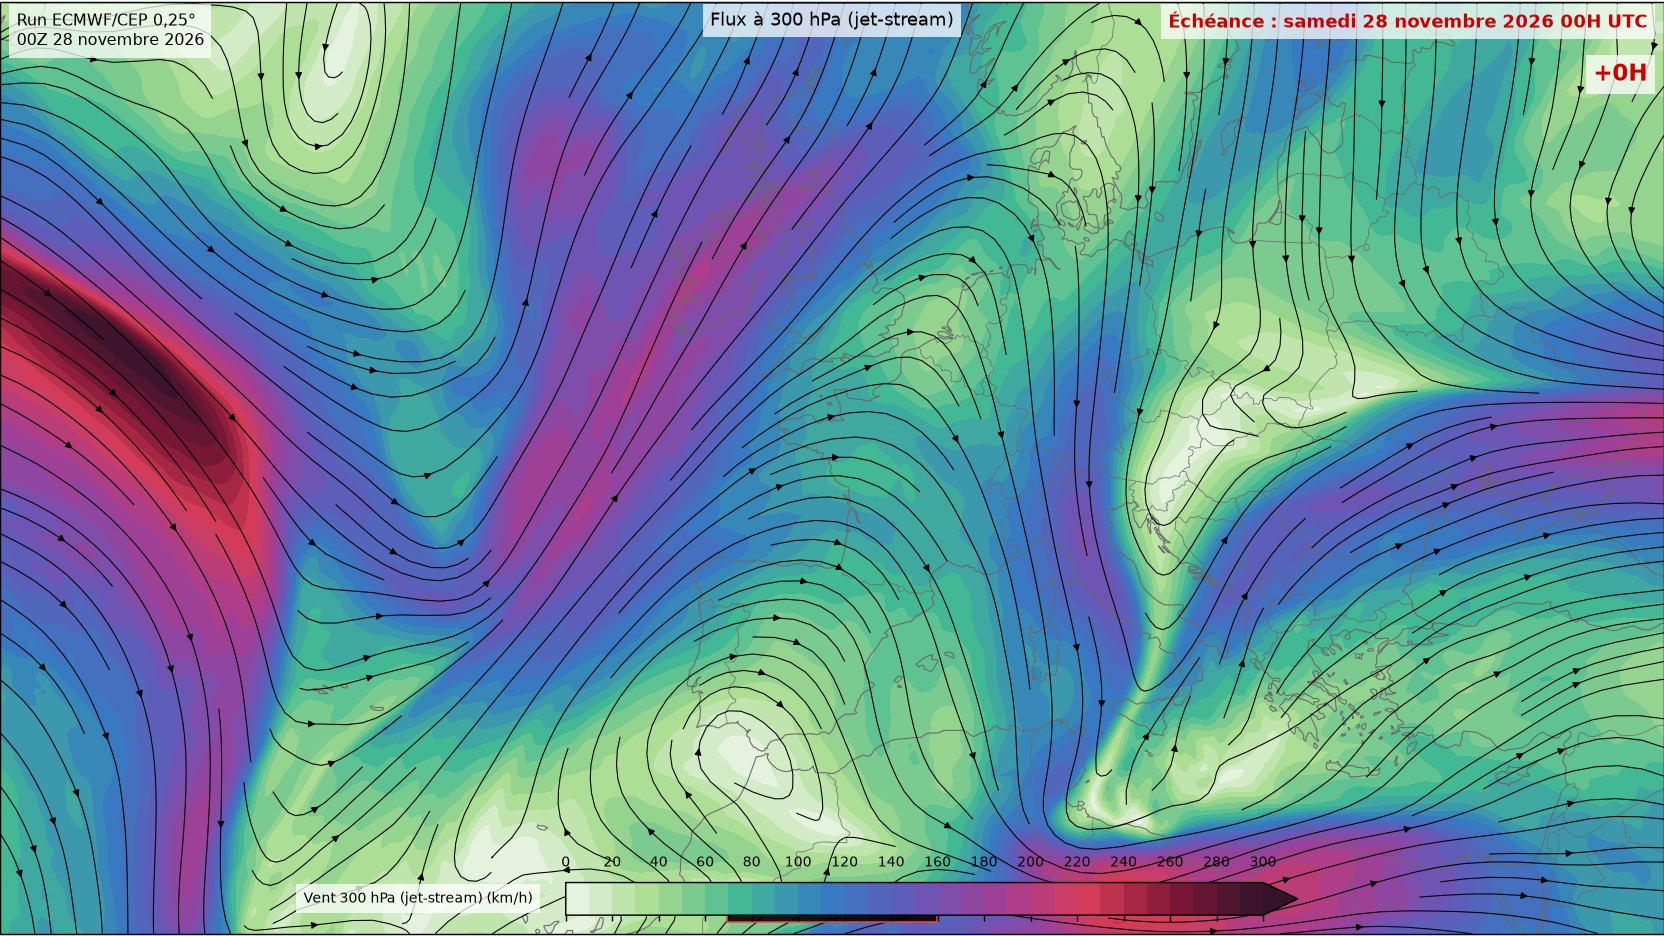 Run ECMWF/CEP 0,25°
00Z 28 novembre 2026
Flux à 300 hPa (jet-stream)
Échéance : samedi 28 novembre 2026 00H UTC
+0H
0 20 40 60 80 100 120 140 160 180 200 220 240 260 280 300
Vent 300 hPa (jet-stream) (km/h)